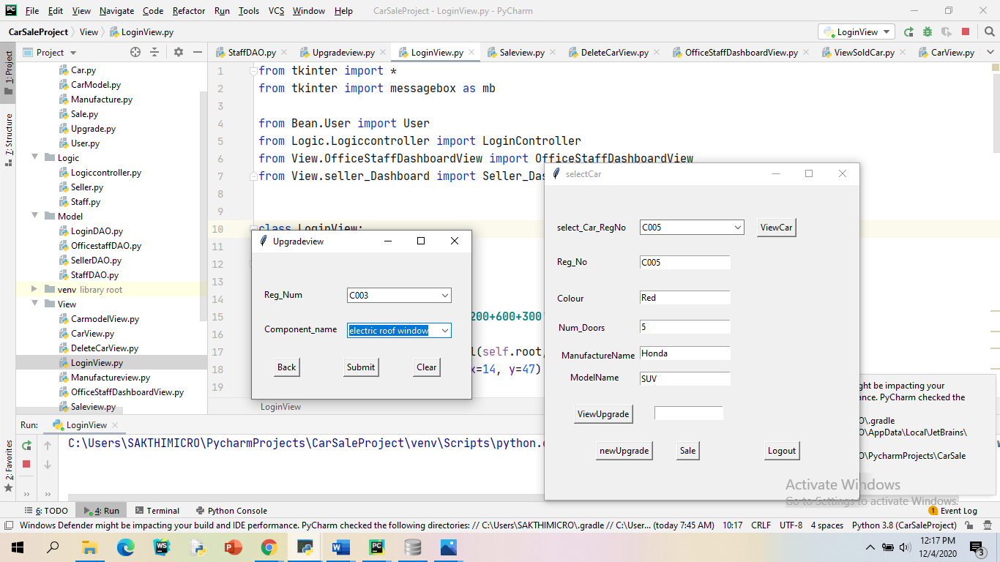 File Edit View Navigate Code Refactor Run Tools VCS Window Help CarSaleProject - LoginView.py - PyCharm
CarSaleProject View LoginView.py LoginView
Project StaffDAO.py Upgradeview.py LoginView.py Saleview.py DeleteCarView.py OfficeStaffDashboardView.py ViewSoldCar.py CarView.py
1: Project
7: Structure
2: Favorites
Car.py
CarModel.py
Manufacture.py
Sale.py
Upgrade.py
User.py
Logic
Logiccontroller.py
Seller.py
Staff.py
Model
LoginDAO.py
OfficestaffDAO.py
SellerDAO.py
StaffDAO.py
venv library root
View
CarmodelView.py
CarView.py
DeleteCarView.py
LoginView.py
Manufactureview.py
OfficeStaffDashboardView.py
Saleview.py
1 from tkinter import *
2 from tkinter import messagebox as mb
3
4 from Bean.User import User
5 from Logic.Logiccontroller import LoginController
6 from View.OfficeStaffDashboardView import OfficeStaffDashboardView
7 from View.seller_Dashboard import Seller_Das
8
9
10 class LoginView:
11
12
13
14
15 200+600+300'
16
17 l(self.root,
18 x=14, y=47)
19
LoginView
Upgradeview
Reg_Num C003
Component_name electric roof window
Back Submit Clear
selectCar
select_Car_RegNo C005 ViewCar
Reg_No C005
Colour Red
Num_Doors 5
ManufactureName Honda
ModelName SUV
ViewUpgrade
newUpgrade Sale Logout
ght be impacting your
ance. PyCharm checked the
O\.gradle
O\AppData\Local\JetBrains\
O\PycharmProjects\CarSale
Run: LoginView
C:\Users\SAKTHIMICRO\PycharmProjects\CarSaleProject\venv\Scripts\python.e
Activate Windows
Go to Settings to activate Windows.
6: TODO 4: Run Terminal Python Console 1 Event Log
Windows Defender might be impacting your build and IDE performance. PyCharm checked the following directories: // C:\Users\SAKTHIMICRO\.gradle // C:\User... (today 7:45 AM) 10:17 CRLF UTF-8 4 spaces Python 3.8 (CarSaleProject)
12:17 PM
12/4/2020
3